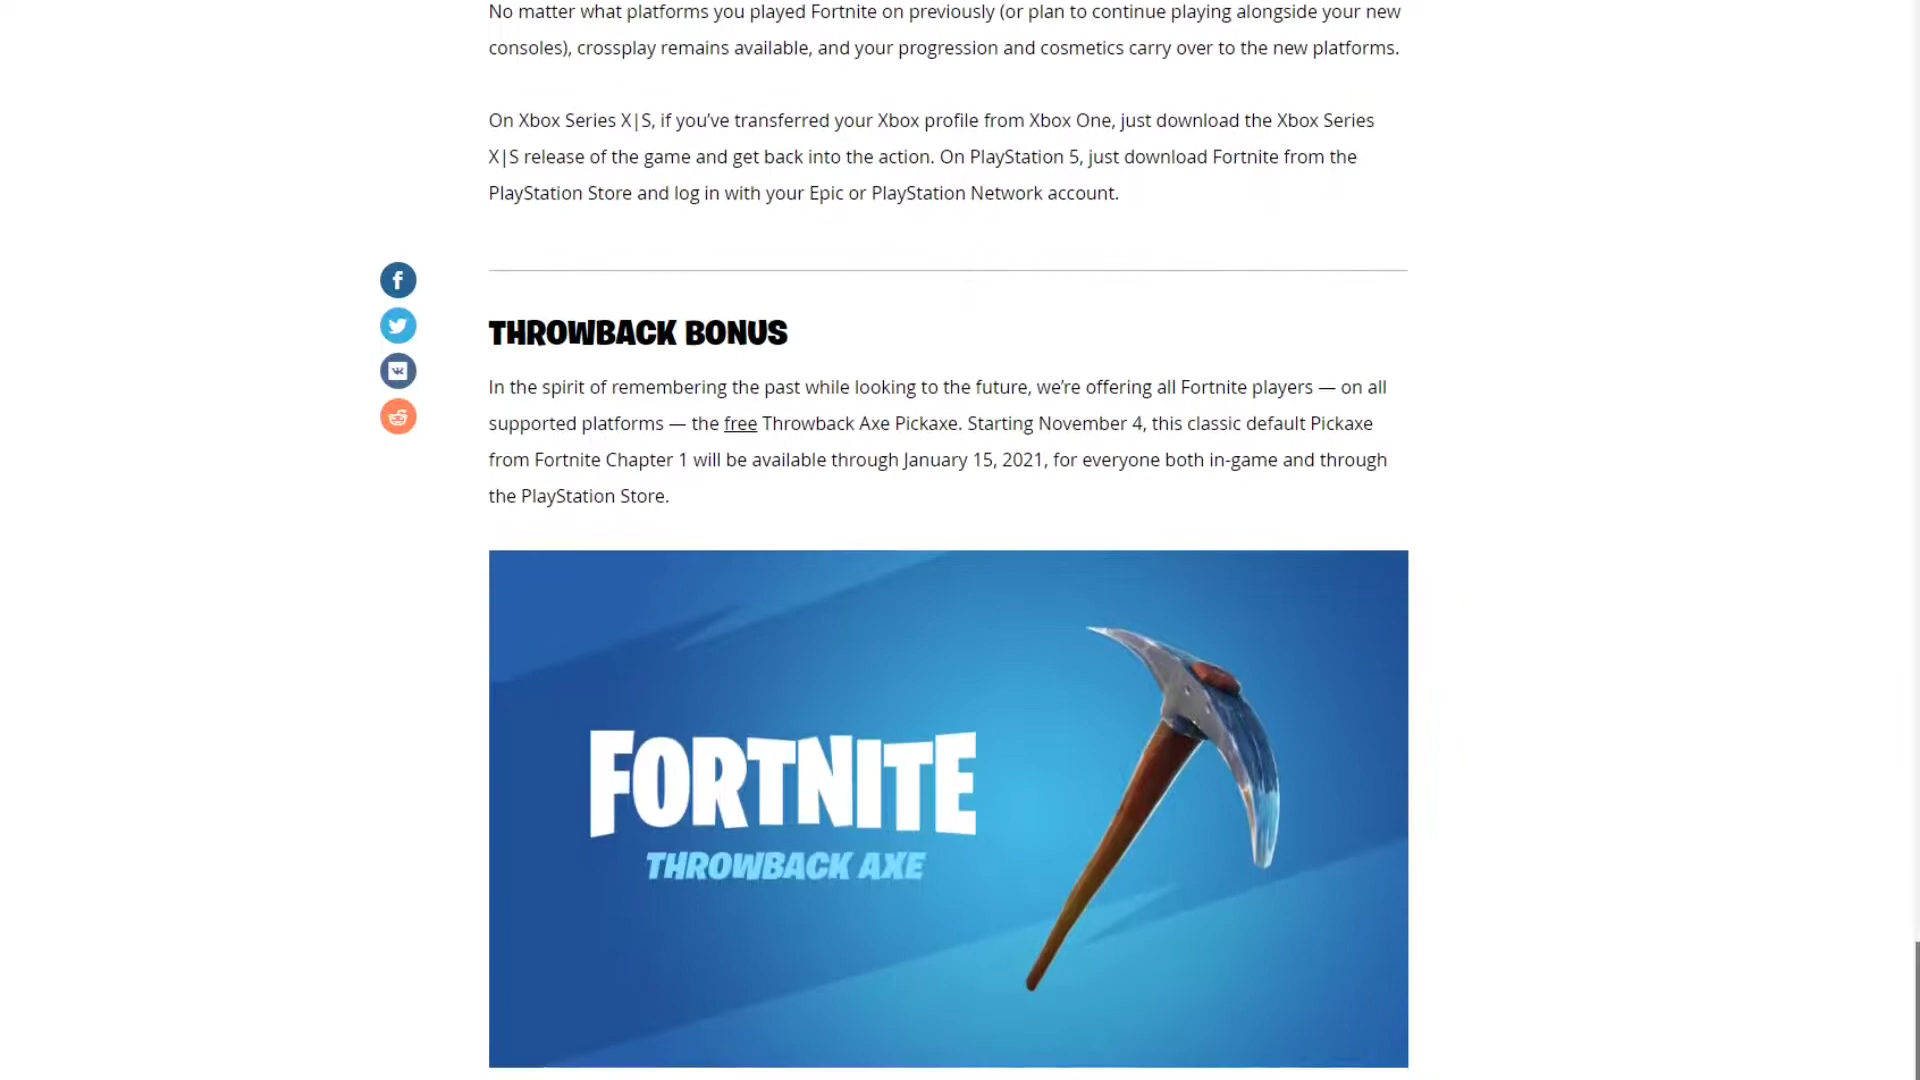 No matter what platforms you played Fortnite on previously (or plan to continue playing alongside your new
consoles), crossplay remains available, and your progression and cosmetics carry over to the new platforms.
On Xbox Series X|S, if you’ve transferred your Xbox profile from Xbox One, just download the Xbox Series
X|S release of the game and get back into the action. On PlayStation 5, just download Fortnite from the
PlayStation Store and log in with your Epic or PlayStation Network account.
THROWBACK BONUS
In the spirit of remembering the past while looking to the future, we’re offering all Fortnite players — on all
supported platforms — the free Throwback Axe Pickaxe. Starting November 4, this classic default Pickaxe
from Fortnite Chapter 1 will be available through January 15, 2021, for everyone both in-game and through
the PlayStation Store.
FORTNITE
THROWBACK AXE